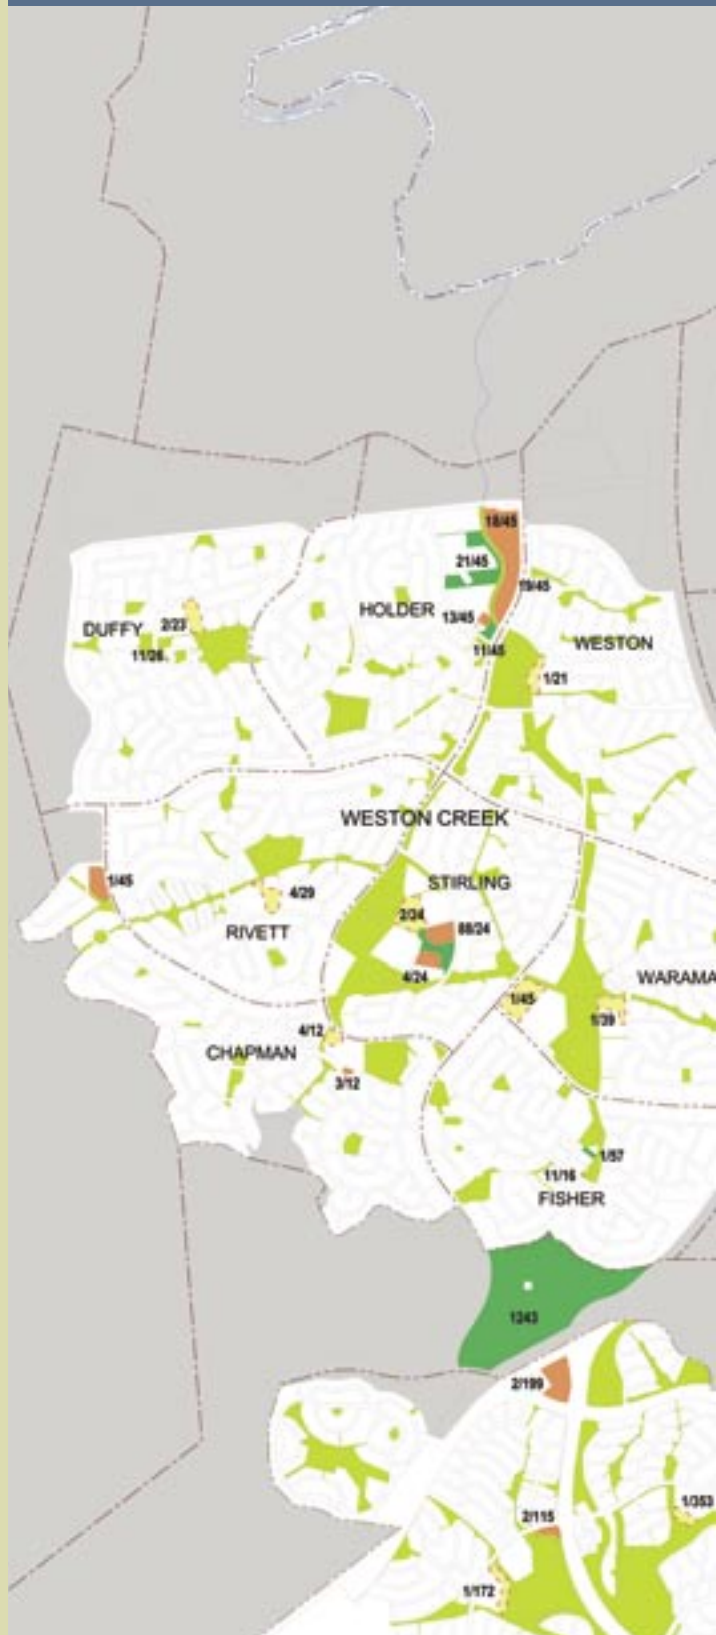 18/45
21/45
19/45
HOLDER
13/45
DUFFY
2/23
11/45
WESTON
1/21
WESTON CREEK
1/45
STIRLING
4/29
2/24
RIVETT
88/24
4/24
WARAMA
1/45
1/39
4/12
CHAPMAN
3/12
1/57
11/16
FISHER
1243
2/199
1/353
2/115
1/172